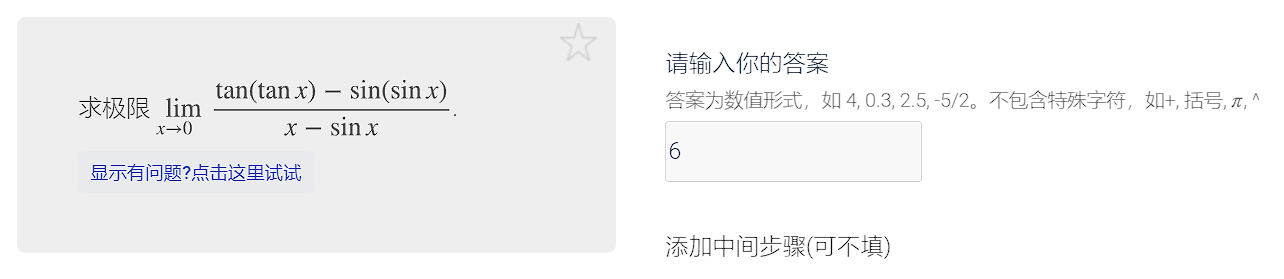 求极限 lim x→0 tan(tan x) − sin(sin x) / x − sin x .
显示有问题?点击这里试试
请输入你的答案
答案为数值形式，如 4, 0.3, 2.5, -5/2。不包含特殊字符，如+, 括号, π, ^
6
添加中间步骤(可不填)